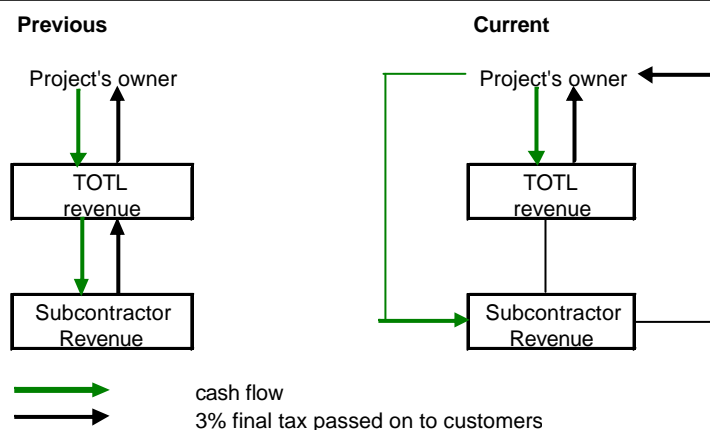 Previous
Current
Project's owner
Project's owner
TOTL
revenue
TOTL
revenue
Subcontractor
Revenue
Subcontractor
Revenue
cash flow
3% final tax passed on to customers